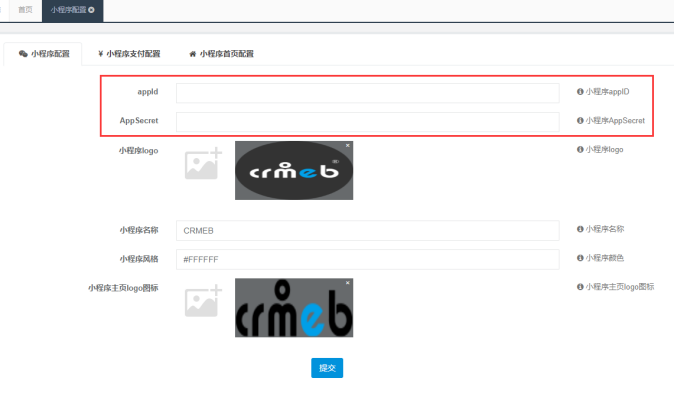 首页 小程序配置
小程序配置 ¥ 小程序支付配置 小程序首页配置
appId 小程序appID
AppSecret 小程序AppSecret
小程序logo crmeb 小程序logo
小程序名称 CRMEB 小程序名称
小程序风格 #FFFFFF 小程序颜色
小程序主页logo图标 crmeb 小程序主页logo图标
提交